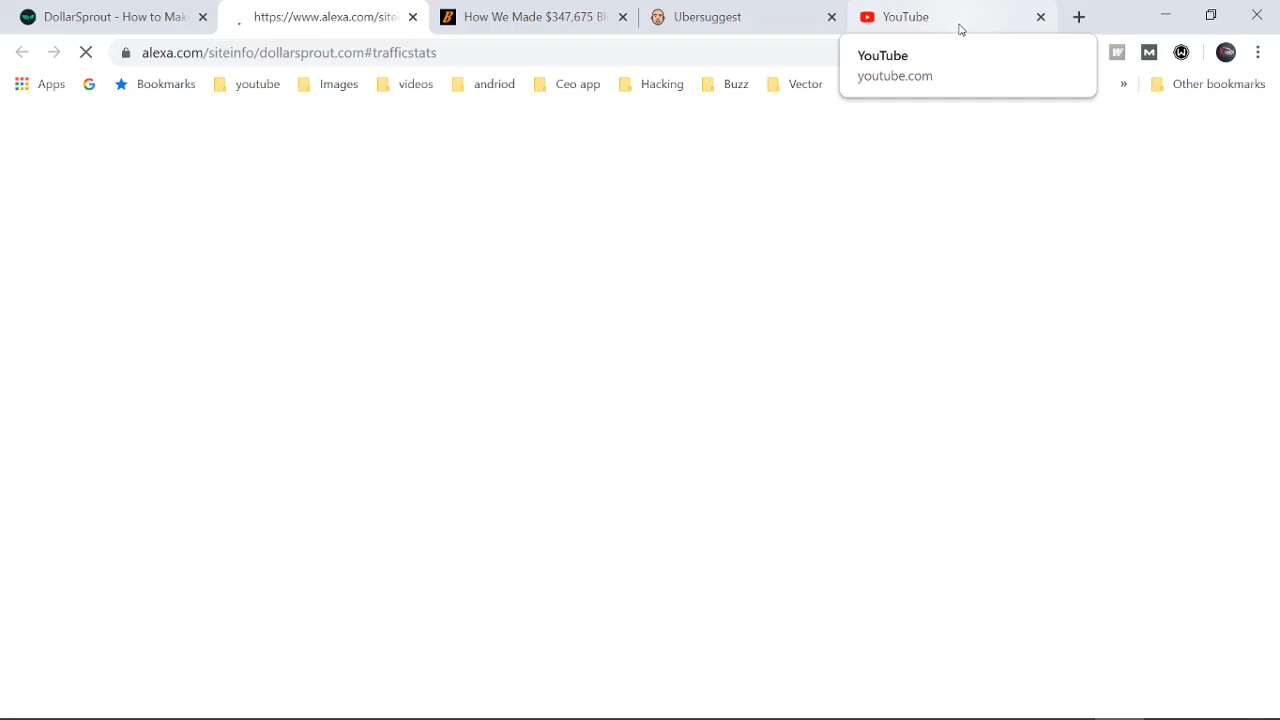 DollarSprout - How to Mak
https://www.alexa.com/site
How We Made $347,675 Bl
Ubersuggest
YouTube
alexa.com/siteinfo/dollarsprout.com#trafficstats
YouTube
youtube.com
Apps
Bookmarks
youtube
Images
videos
andriod
Ceo app
Hacking
Buzz
Vector
»
Other bookmarks